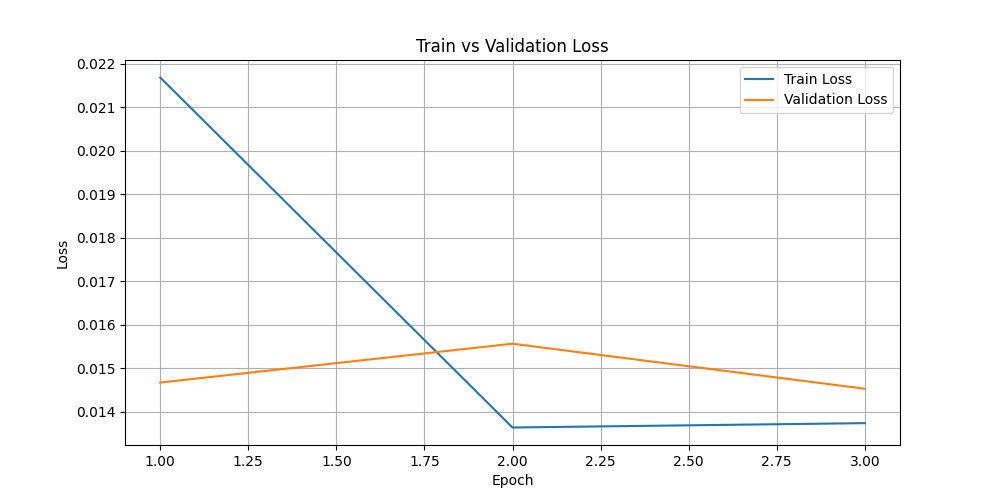 Train vs Validation Loss
Train Loss
Validation Loss
Loss
0.022
0.021
0.020
0.019
0.018
0.017
0.016
0.015
0.014
1.00 1.25 1.50 1.75 2.00 2.25 2.50 2.75 3.00
Epoch